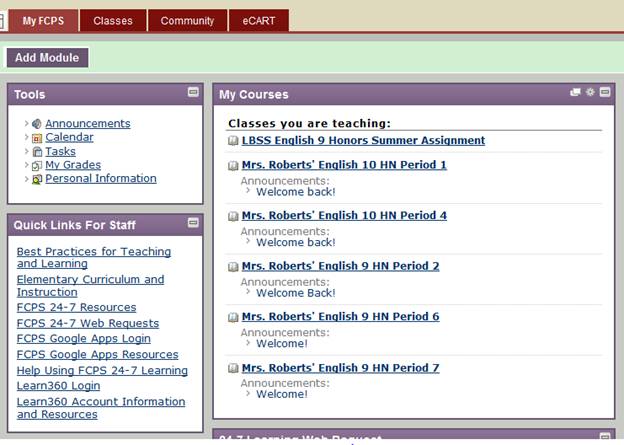 My FCPS
Classes
Community
eCART
Add Module
Tools
Announcements
Calendar
Tasks
My Grades
Personal Information
Quick Links For Staff
Best Practices for Teaching
and Learning
Elementary Curriculum and
Instruction
FCPS 24-7 Resources
FCPS 24-7 Web Requests
FCPS Google Apps Login
FCPS Google Apps Resources
Help Using FCPS 24-7 Learning
Learn360 Login
Learn360 Account Information
and Resources
My Courses
Classes you are teaching:
LBSS English 9 Honors Summer Assignment
Mrs. Roberts' English 10 HN Period 1
Announcements:
Welcome back!
Mrs. Roberts' English 10 HN Period 4
Announcements:
Welcome back!
Mrs. Roberts' English 9 HN Period 2
Announcements:
Welcome Back!
Mrs. Roberts' English 9 HN Period 6
Announcements:
Welcome!
Mrs. Roberts' English 9 HN Period 7
Announcements:
Welcome!
24-7 Learning Web Request